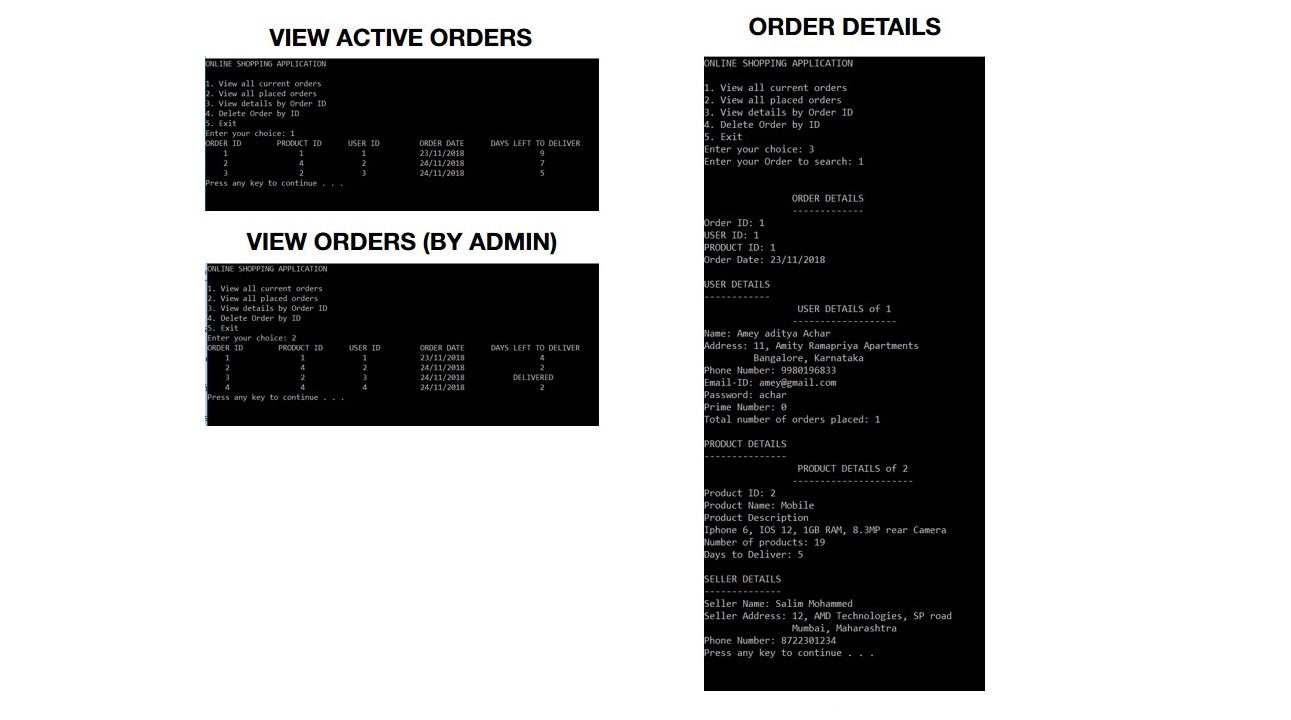 VIEW ACTIVE ORDERS
ONLINE SHOPPING APPLICATION
1. View all current orders
2. View all placed orders
3. View details by Order ID
4. Delete Order by ID
5. Exit
Enter your choice: 1
ORDER ID PRODUCT ID USER ID ORDER DATE DAYS LEFT TO DELIVER
1 1 1 23/11/2018 9
2 4 2 24/11/2018 7
3 2 3 24/11/2018 5
Press any key to continue . . .
VIEW ORDERS (BY ADMIN)
ONLINE SHOPPING APPLICATION
1. View all current orders
2. View all placed orders
3. View details by Order ID
4. Delete Order by ID
5. Exit
Enter your choice: 2
ORDER ID PRODUCT ID USER ID ORDER DATE DAYS LEFT TO DELIVER
1 1 1 23/11/2018 4
2 4 2 24/11/2018 2
3 2 3 24/11/2018 DELIVERED
4 4 4 24/11/2018 2
Press any key to continue . . .
ORDER DETAILS
ONLINE SHOPPING APPLICATION
1. View all current orders
2. View all placed orders
3. View details by Order ID
4. Delete Order by ID
5. Exit
Enter your choice: 3
Enter your Order to search: 1
ORDER DETAILS
-------------
Order ID: 1
USER ID: 1
PRODUCT ID: 1
Order Date: 23/11/2018
USER DETAILS
------------
USER DETAILS of 1
-------------------
Name: Amey aditya Achar
Address: 11, Amity Ramapriya Apartments
Bangalore, Karnataka
Phone Number: 9980196833
Email-ID: amey@gmail.com
Password: achar
Prime Number: 0
Total number of orders placed: 1
PRODUCT DETAILS
---------------
PRODUCT DETAILS of 2
----------------------
Product ID: 2
Product Name: Mobile
Product Description
Iphone 6, IOS 12, 1GB RAM, 8.3MP rear Camera
Number of products: 19
Days to Deliver: 5
SELLER DETAILS
--------------
Seller Name: Salim Mohammed
Seller Address: 12, AMD Technologies, SP road
Mumbai, Maharashtra
Phone Number: 8722301234
Press any key to continue . . .